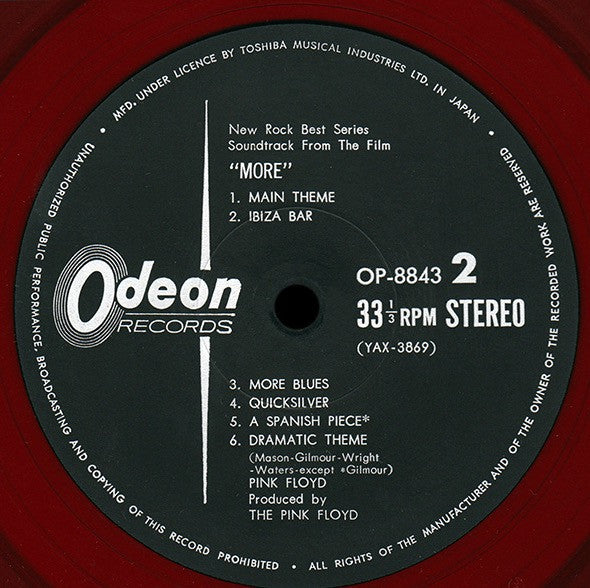 • MFD. UNDER LICENCE BY TOSHIBA MUSICAL INDUSTRIES LTD. IN JAPAN •
New Rock Best Series
Soundtrack From The Film
"MORE"
1. MAIN THEME
2. IBIZA BAR
Odeon
RECORDS
OP-8843 2
33 1/3 RPM STEREO
(YAX-3869)
3. MORE BLUES
4. QUICKSILVER
5. A SPANISH PIECE*
6. DRAMATIC THEME
(Mason-Gilmour-Wright
-Waters-except *Gilmour)
PINK FLOYD
Produced by
THE PINK FLOYD
UNAUTHORIZED PUBLIC PERFORMANCE, BROADCASTING AND COPYING OF THIS RECORD PROHIBITED • ALL RIGHTS OF THE MANUFACTURER AND OF THE OWNER OF THE RECORDED WORK ARE RESERVED